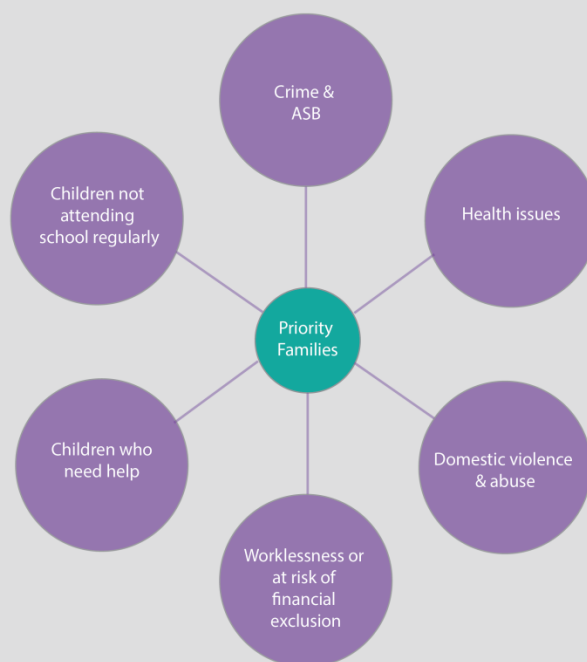 Crime &
ASB
Children not
attending
school regularly
Health issues
Priority
Families
Children who
need help
Domestic violence
& abuse
Worklessness or
at risk of
financial
exclusion